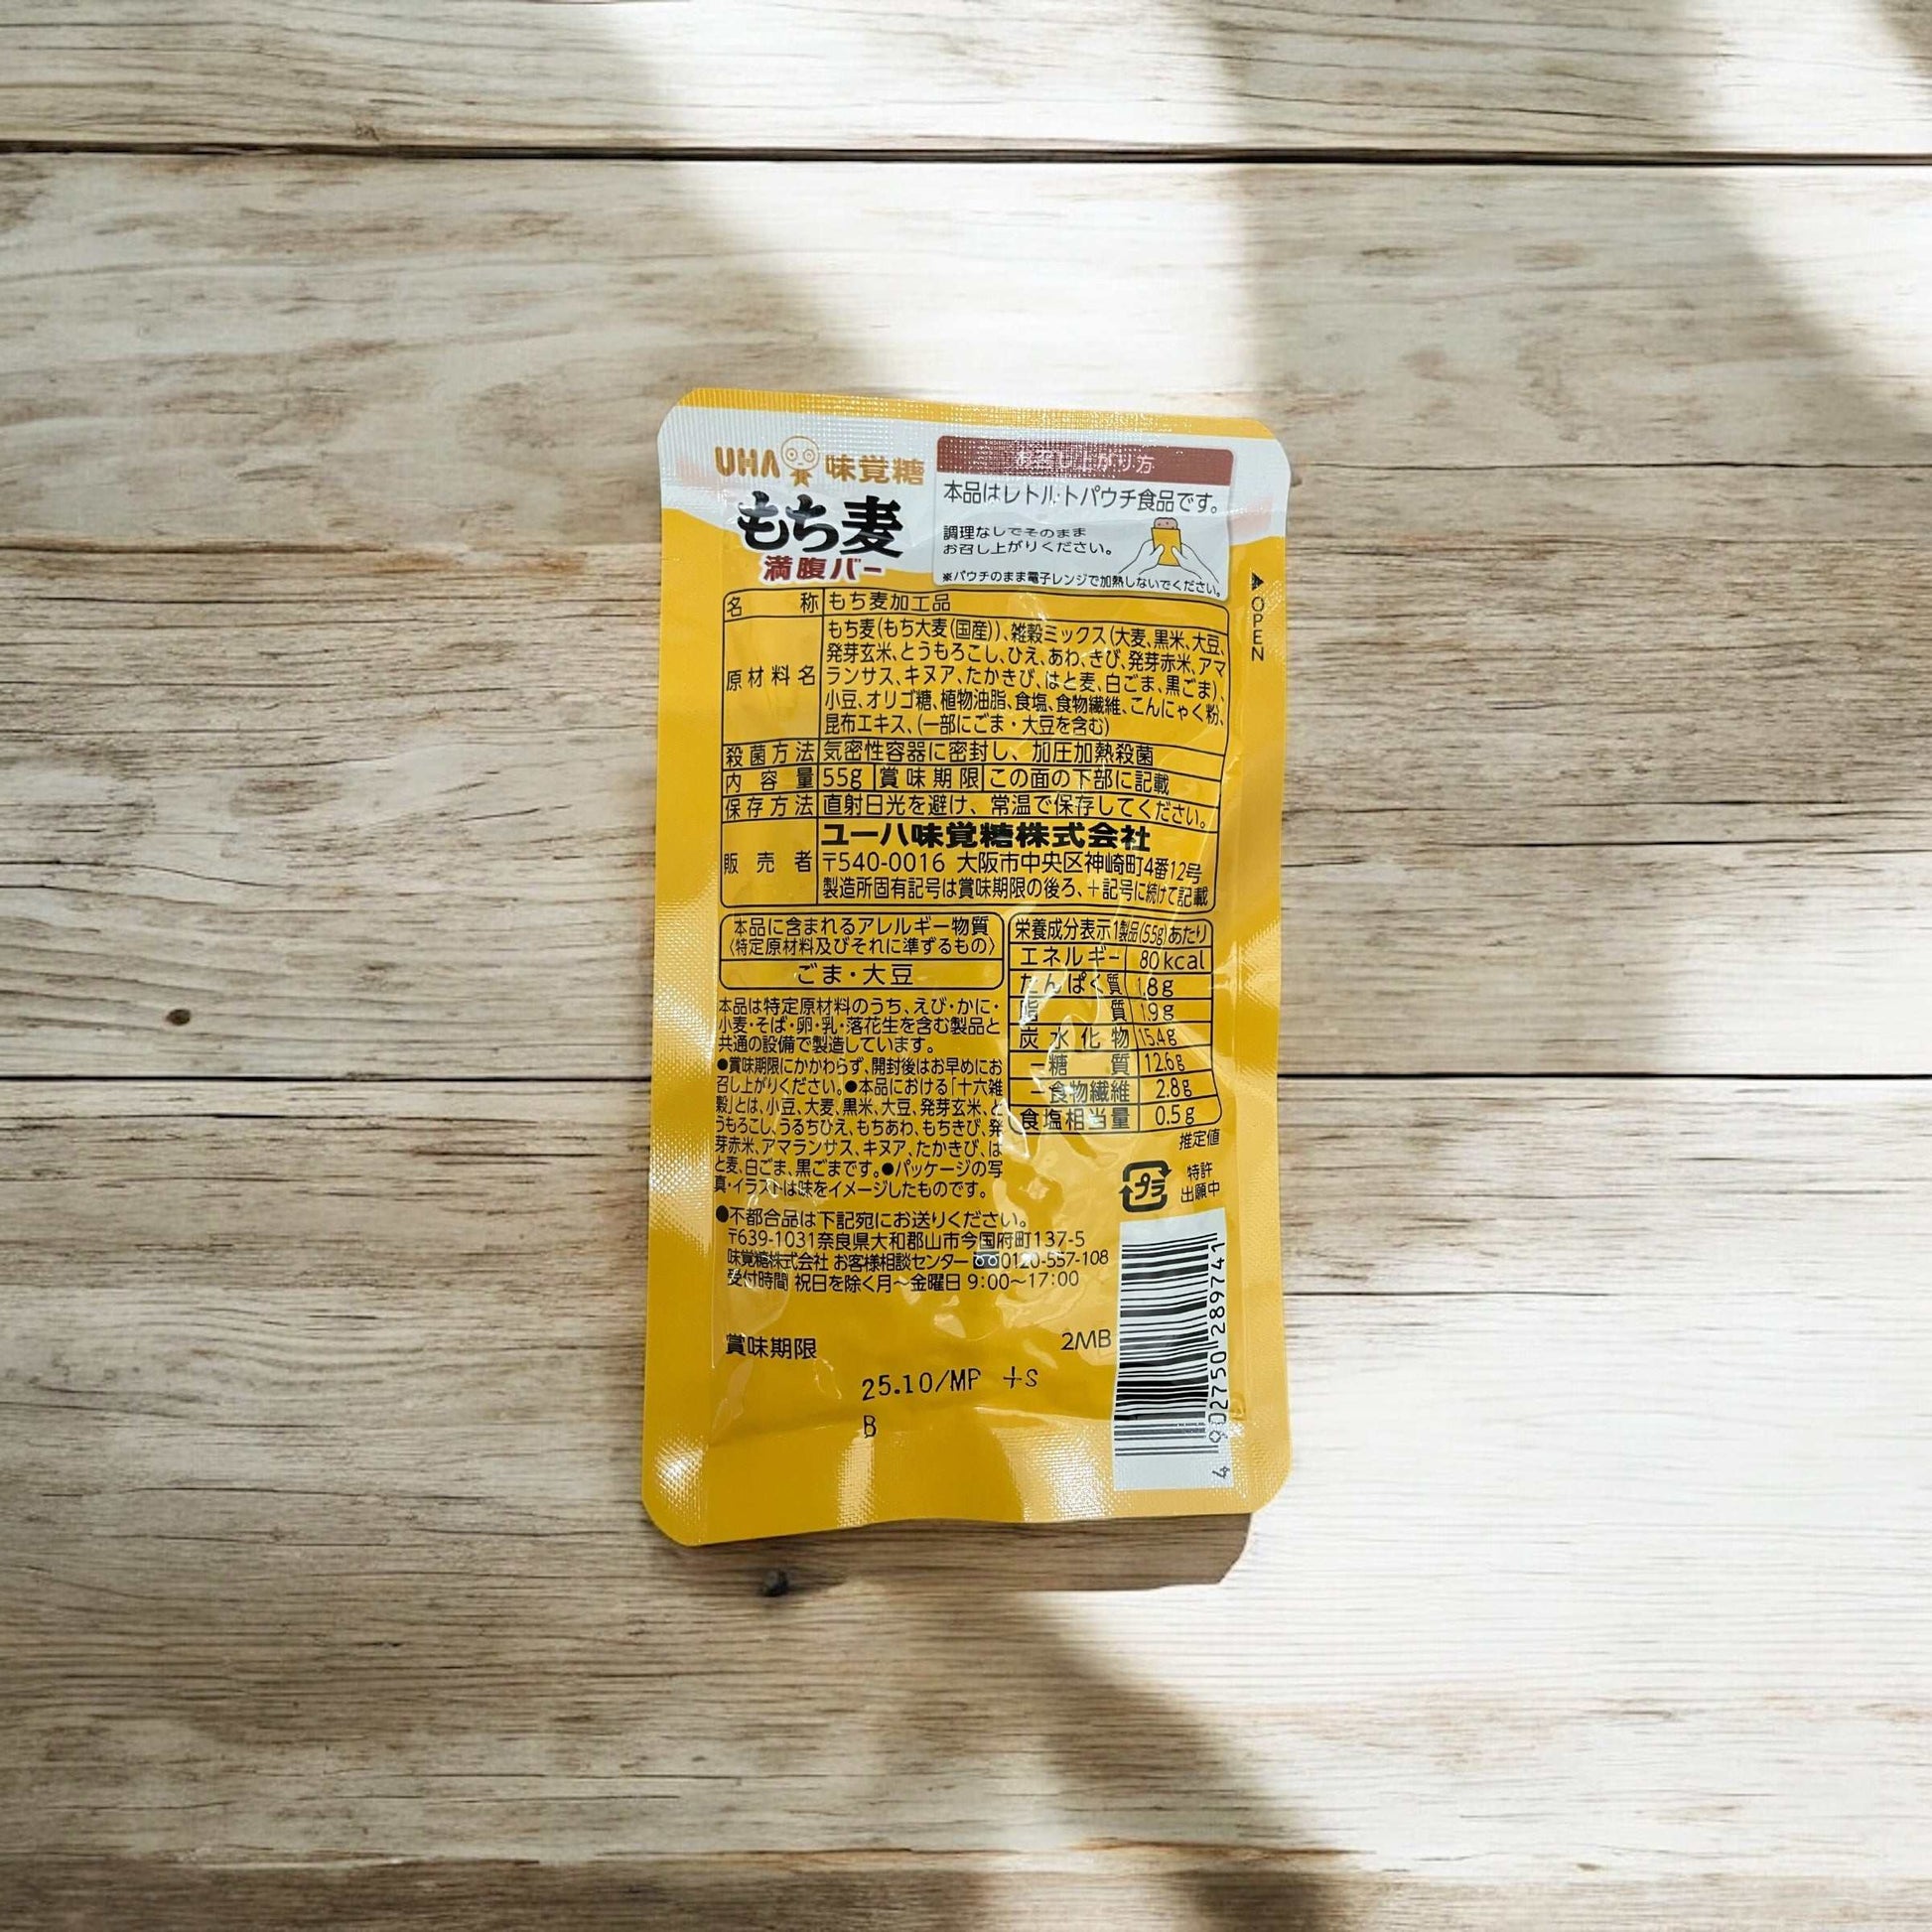 UHA 味覚糖
もち麦
満腹バー
お召し上がり方
本品はレトルトパウチ食品です。
調理なしでそのまま
お召し上がりください。
※パウチのまま電子レンジで加熱しないでください。
▲OPEN
名称 もち麦加工品
原材料名 もち麦(もち大麦(国産))、雑穀ミックス(大麦、黒米、大豆、
発芽玄米、とうもろこし、ひえ、あわ、きび、発芽赤米、アマ
ランサス、キヌア、たかきび、はと麦、白ごま、黒ごま)、
小豆、オリゴ糖、植物油脂、食塩、食物繊維、こんにゃく粉、
昆布エキス、(一部にごま・大豆を含む)
殺菌方法 気密性容器に密封し、加圧加熱殺菌
内容量 55g 賞味期限 この面の下部に記載
保存方法 直射日光を避け、常温で保存してください。
販売者 ユーハ味覚糖株式会社
〒540-0016 大阪市中央区神崎町4番12号
製造所固有記号は賞味期限の後ろ、+記号に続けて記載
本品に含まれるアレルギー物質
〈特定原材料及びそれに準ずるもの〉
ごま・大豆
本品は特定原材料のうち、えび・かに・
小麦・そば・卵・乳・落花生を含む製品と
共通の設備で製造しています。
●賞味期限にかかわらず、開封後はお早めにお
召し上がりください。●本品における「十六雑
穀」とは、小豆、大麦、黒米、大豆、発芽玄米、と
うもろこし、うるちひえ、もちあわ、もちきび、発
芽赤米、アマランサス、キヌア、たかきび、は
と麦、白ごま、黒ごまです。●パッケージの写
真・イラストは味をイメージしたものです。
栄養成分表示1製品(55g)あたり
エネルギー 80kcal
たんぱく質 1.8g
脂質 1.9g
炭水化物 15.4g
ー糖質 12.6g
ー食物繊維 2.8g
食塩相当量 0.5g
推定値
プラ
特許
出願中
●不都合品は下記宛にお送りください。
〒639-1031奈良県大和郡山市今国府町137-5
味覚糖株式会社 お客様相談センター 0120-557-108
受付時間 祝日を除く月〜金曜日 9:00〜17:00
賞味期限
2MB
25.10/MP +S
B
4 902750 289741